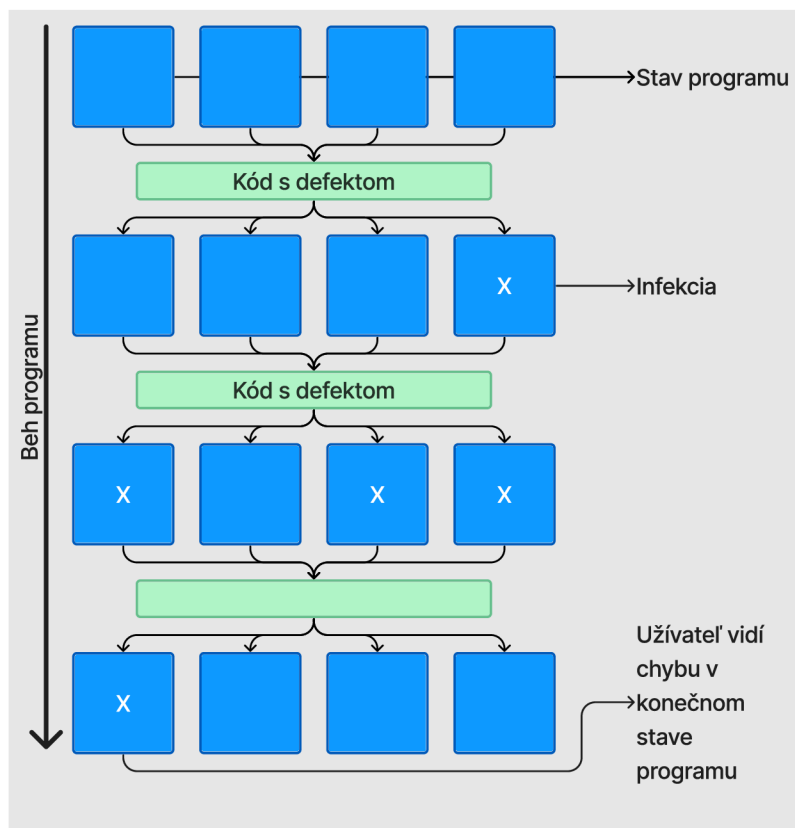 Stav programu
Kód s defektom
X
Infekcia
Kód s defektom
Beh programu
X
X
X
Užívateľ vidí
chybu v
konečnom
stave
programu
X